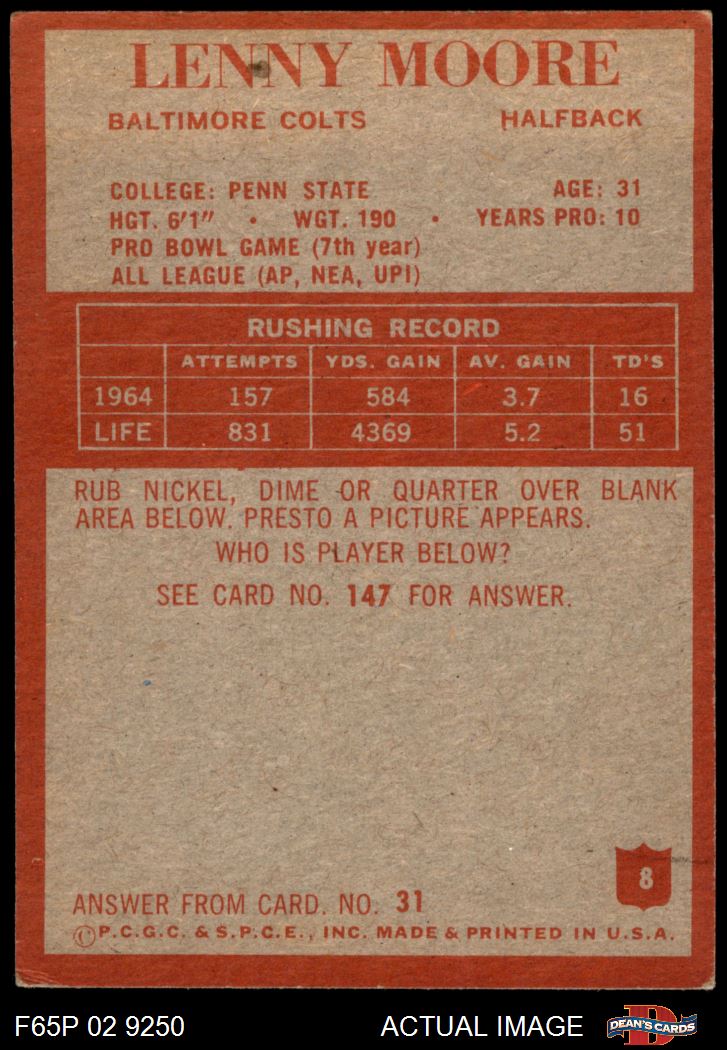 LENNY MOORE
BALTIMORE COLTS HALFBACK
COLLEGE: PENN STATE AGE: 31
HGT. 6'1" • WGT. 190 • YEARS PRO: 10
PRO BOWL GAME (7th year)
ALL LEAGUE (AP, NEA, UPI)
RUSHING RECORD
ATTEMPTS YDS. GAIN AV. GAIN TD'S
1964 157 584 3.7 16
LIFE 831 4369 5.2 51
RUB NICKEL, DIME OR QUARTER OVER BLANK
AREA BELOW. PRESTO A PICTURE APPEARS.
WHO IS PLAYER BELOW?
SEE CARD NO. 147 FOR ANSWER.
8
ANSWER FROM CARD. NO. 31
©P.C.G.C. & S.P.C.E., INC. MADE & PRINTED IN U.S.A.
F65P 02 9250 ACTUAL IMAGE D DEAN'S CARDS